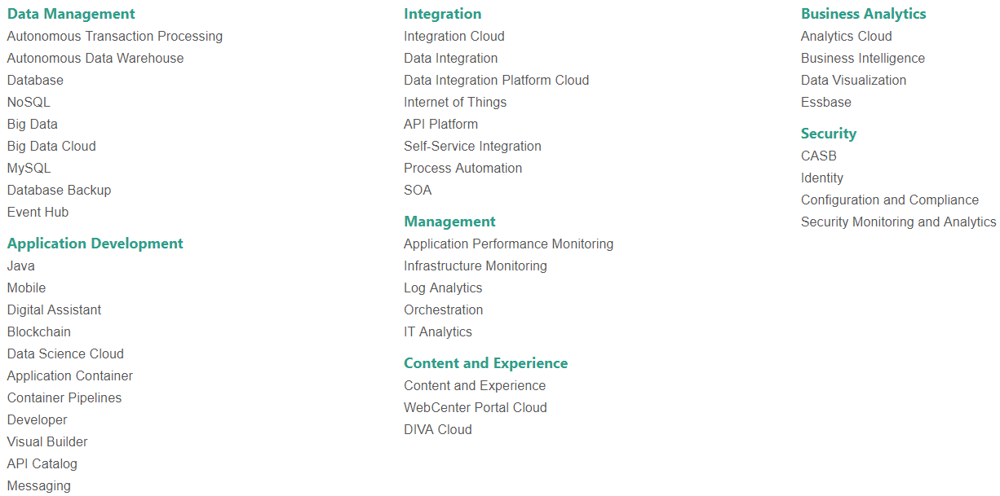 Data Management
Autonomous Transaction Processing
Autonomous Data Warehouse
Database
NoSQL
Big Data
Big Data Cloud
MySQL
Database Backup
Event Hub
Application Development
Java
Mobile
Digital Assistant
Blockchain
Data Science Cloud
Application Container
Container Pipelines
Developer
Visual Builder
API Catalog
Messaging
Integration
Integration Cloud
Data Integration
Data Integration Platform Cloud
Internet of Things
API Platform
Self-Service Integration
Process Automation
SOA
Management
Application Performance Monitoring
Infrastructure Monitoring
Log Analytics
Orchestration
IT Analytics
Content and Experience
Content and Experience
WebCenter Portal Cloud
DIVA Cloud
Business Analytics
Analytics Cloud
Business Intelligence
Data Visualization
Essbase
Security
CASB
Identity
Configuration and Compliance
Security Monitoring and Analytics